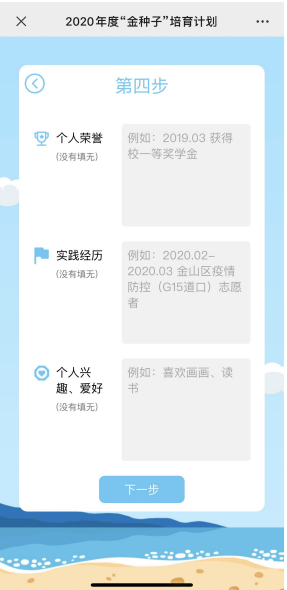 2020年度“金种子”培育计划
第四步
个人荣誉
(没有填无)
例如：2019.03 获得
校一等奖学金
实践经历
(没有填无)
例如：2020.02-
2020.03 金山区疫情
防控（G15道口）志愿
者
个人兴
趣、爱好
(没有填无)
例如：喜欢画画、读
书
下一步